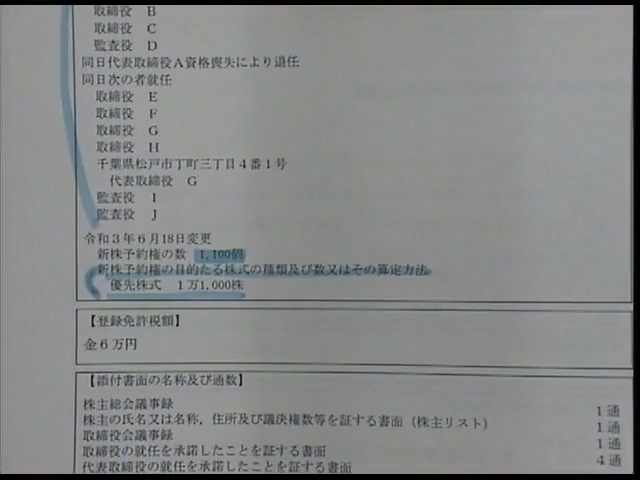 取締役 B
取締役 C
監査役 D
同日代表取締役A資格喪失により退任
同日次の者就任
取締役 E
取締役 F
取締役 G
取締役 H
千葉県松戸市丁町三丁目4番1号
代表取締役 G
監査役 I
監査役 J
令和3年6月18日変更
新株予約権の数 1,100個
新株予約権の目的たる株式の種類及び数又はその算定方法
優先株式 1万1,000株
【登録免許税額】
金6万円
【添付書面の名称及び通数】
株主総会議事録 1通
株主の氏名又は名称,住所及び議決権数等を証する書面(株主リスト) 1通
取締役会議事録 1通
取締役の就任を承諾したことを証する書面 4通
代表取締役の就任を承諾したことを証する書面